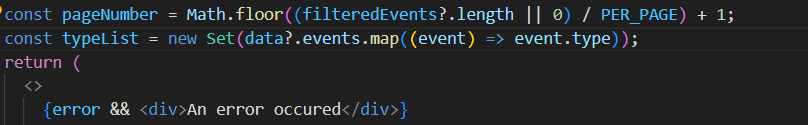 const pageNumber = Math.floor((filteredEvents?.length || 0) / PER_PAGE) + 1;
const typeList = new Set(data?.events.map((event) => event.type));
return (
<>
{error && <div>An error occured</div>}